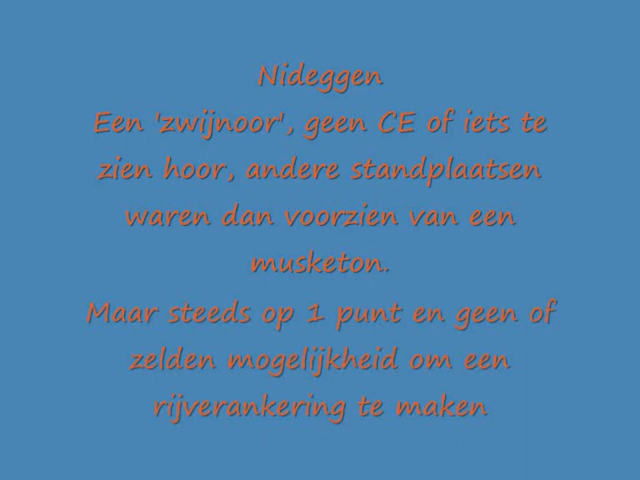 Nideggen
Een 'zwijnoor', geen CE of iets te
zien hoor, andere standplaatsen
waren dan voorzien van een
musketon.
Maar steeds op 1 punt en geen of
zelden mogelijkheid om een
rijverankering te maken